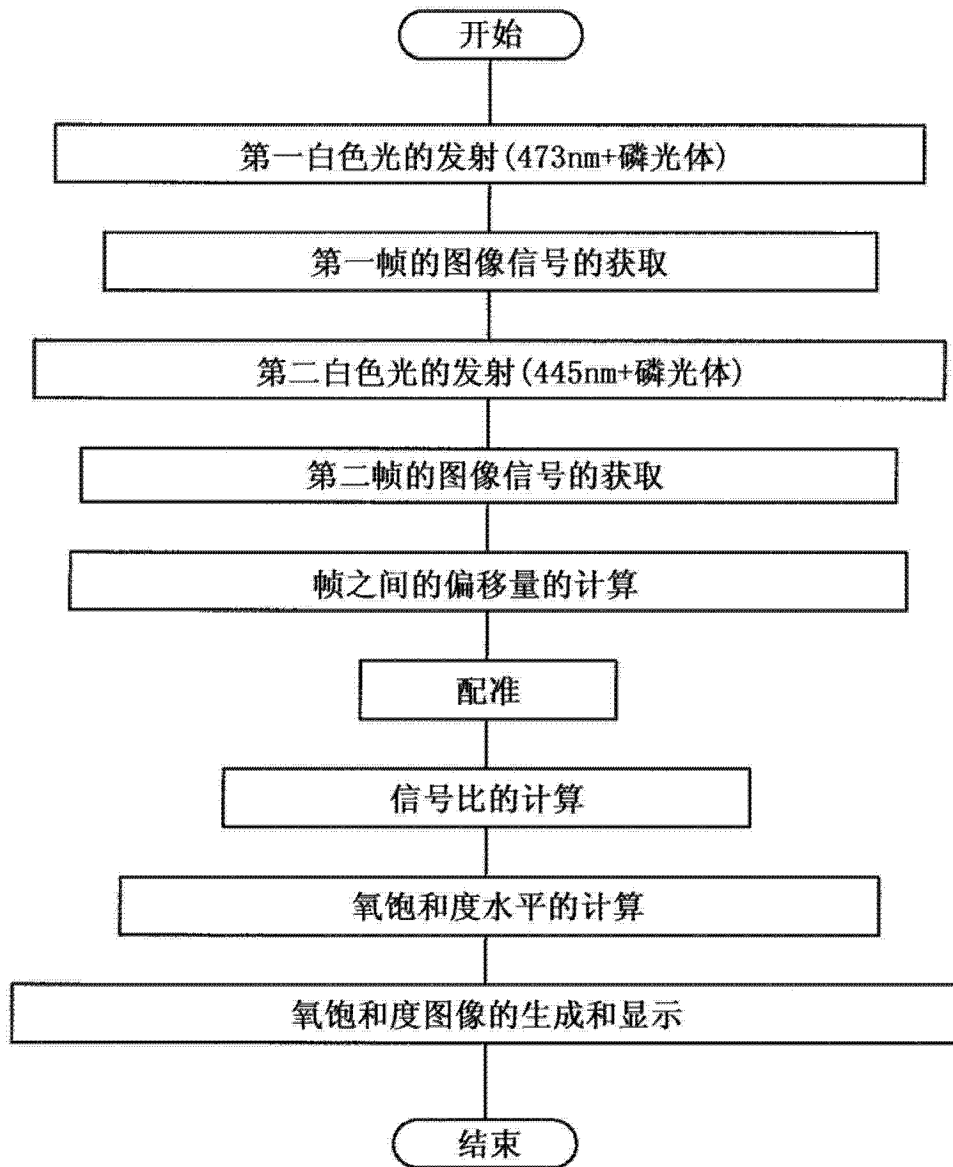 开始
第一白色光的发射(473nm+磷光体)
第一帧的图像信号的获取
第二白色光的发射(445nm+磷光体)
第二帧的图像信号的获取
帧之间的偏移量的计算
配准
信号比的计算
氧饱和度水平的计算
氧饱和度图像的生成和显示
结束